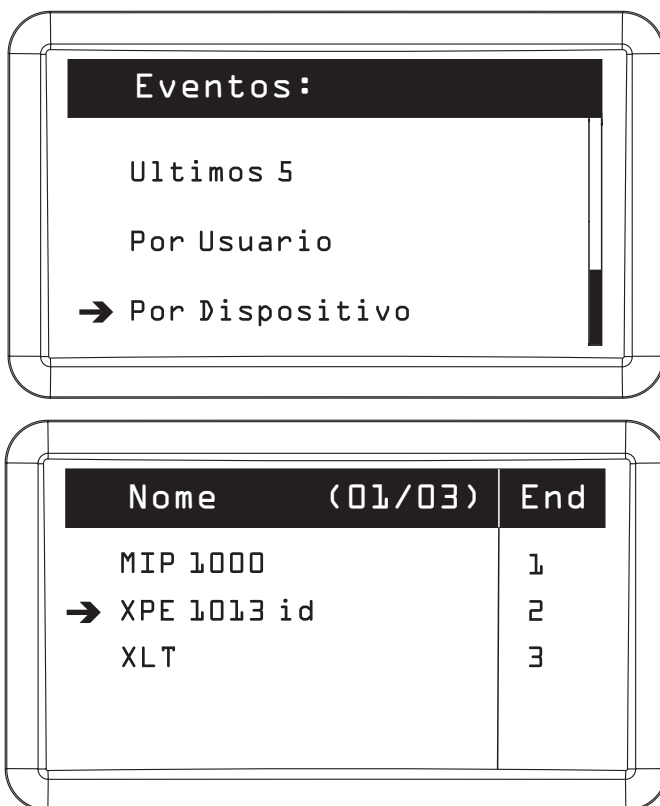 Eventos:
Ultimos 5
Por Usuario
➔ Por Dispositivo
Nome (01/03) End
MIP 1000 1
➔ XPE 1013 id 2
XLT 3